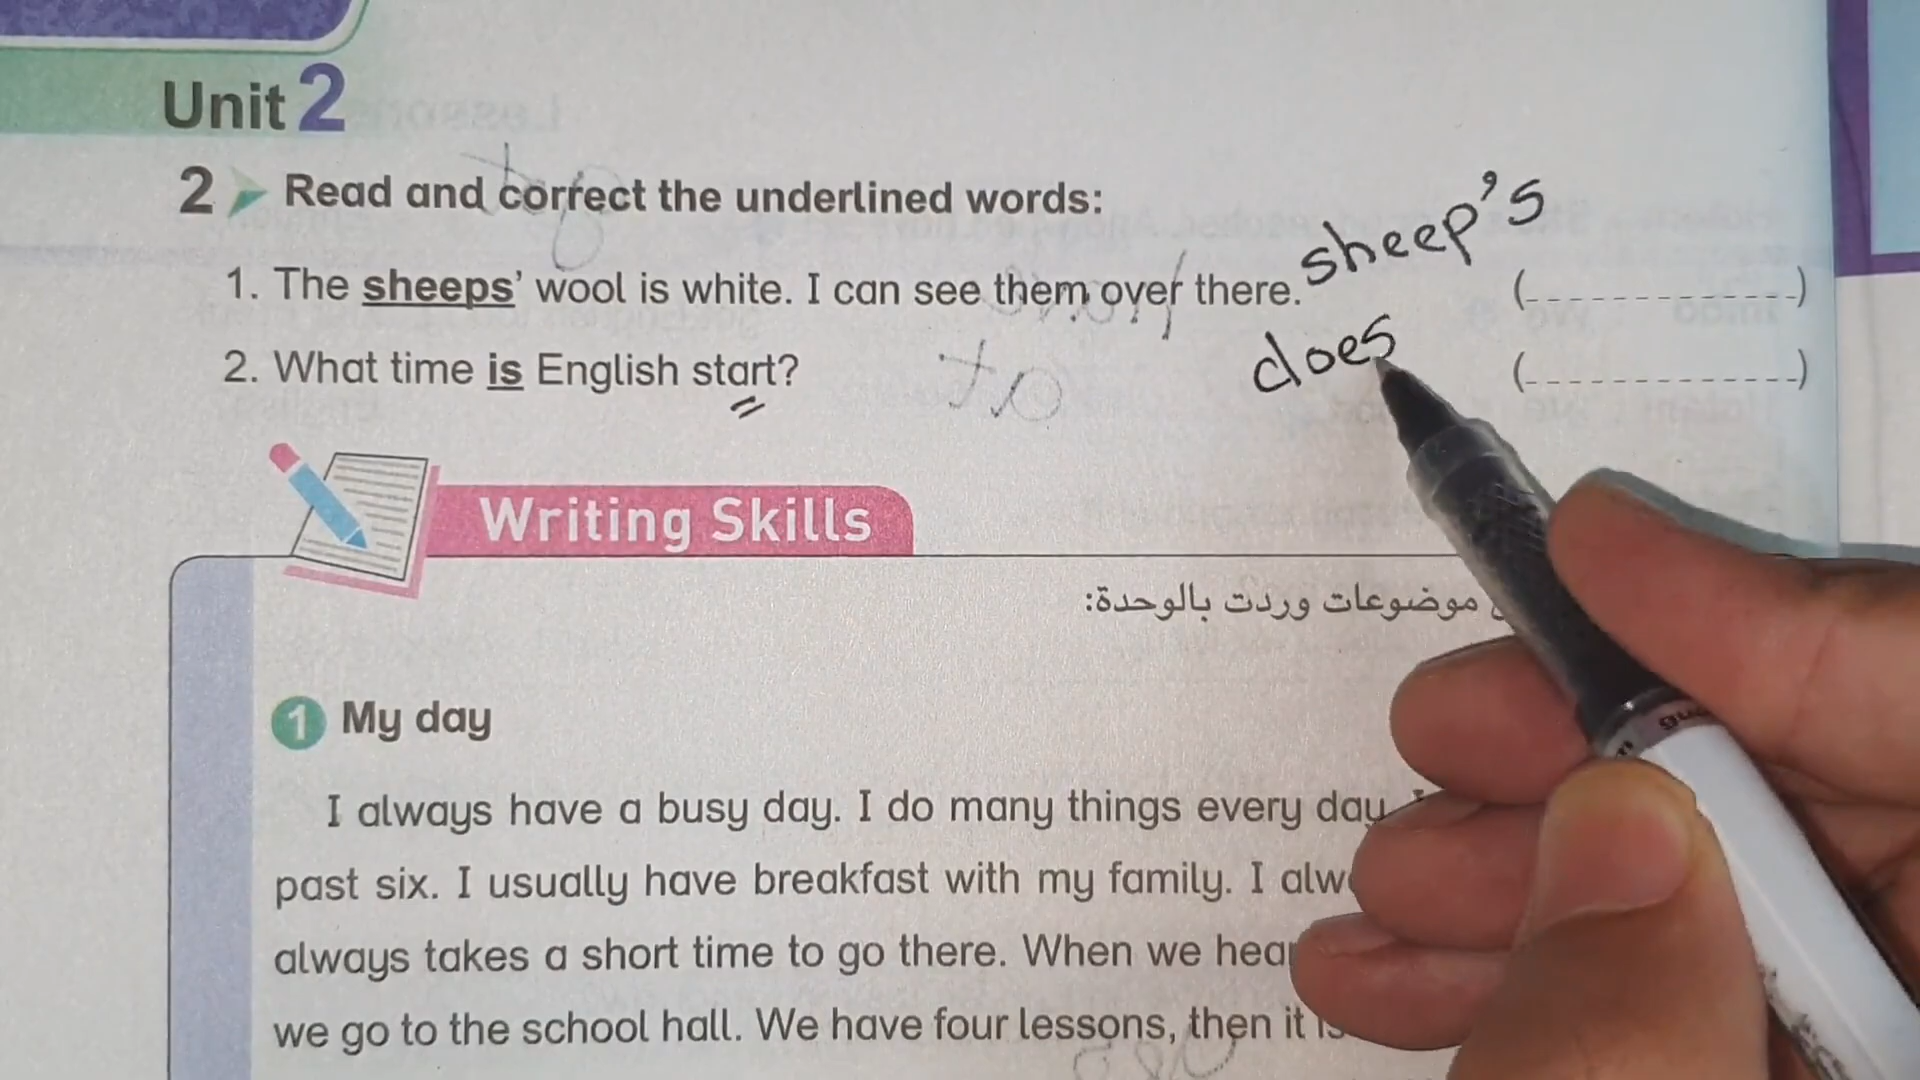 Unit 2
2 Read and correct the underlined words:
sheep's
1. The sheeps' wool is white. I can see them over there. (------------)
does
2. What time is English start? (------------)
Writing Skills
موضوعات وردت بالوحدة:
1 My day
I always have a busy day. I do many things every day.
past six. I usually have breakfast with my family. I
always takes a short time to go there. When we
we go to the school hall. We have four lessons, then it